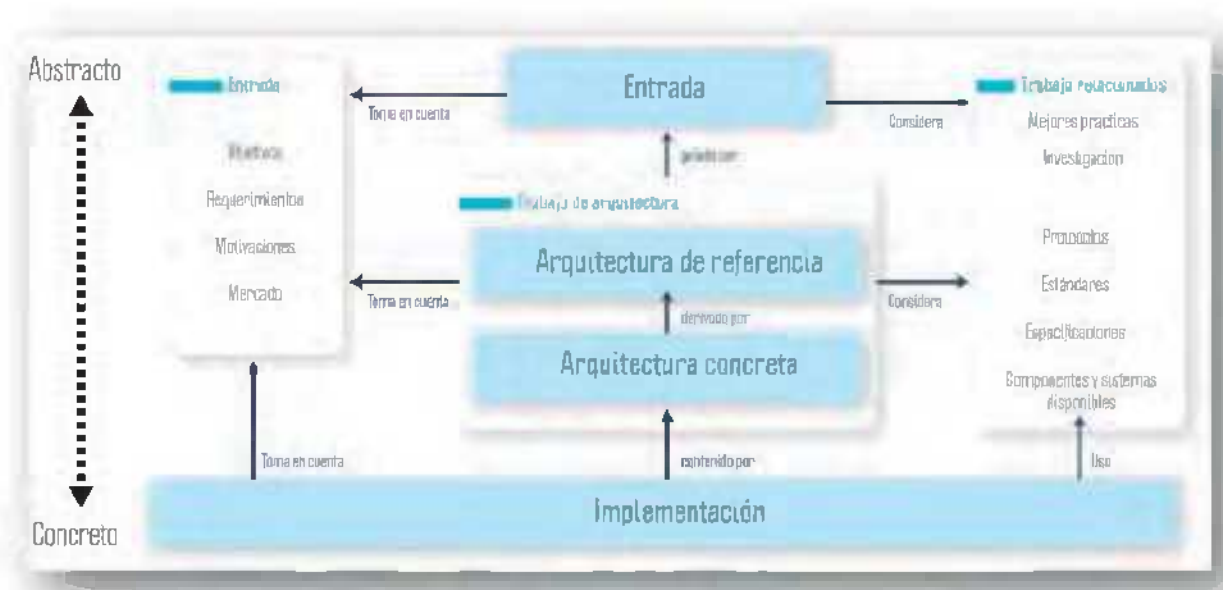 Abstracto
Entrada
Toma en cuenta
Entrada
Considera
Trabajo relacionados
Mejores practicas
Investigacion
Requerimientos
Motivaciones
Mercado
Trabajo de arquitectura
Arquitectura de referencia
Toma en cuenta
Considera
derivado por
Arquitectura concreta
Protocolos
Estándares
Especificaciones
Componentes y sistemas
disponibles
Toma en cuenta
contenido por
Uso
Implementación
Concreto